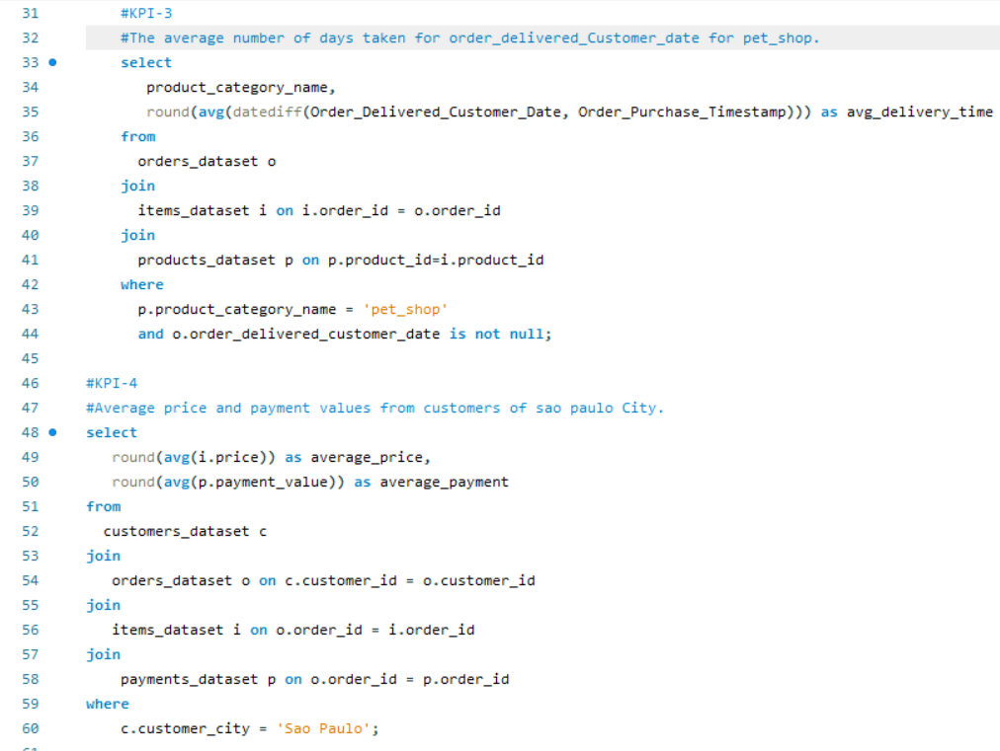 31 #KPI-3
32 #The average number of days taken for order_delivered_Customer_date for pet_shop.
33 select
34 product_category_name,
35 round(avg(datediff(Order_Delivered_Customer_Date, Order_Purchase_Timestamp))) as avg_delivery_time
36 from
37 orders_dataset o
38 join
39 items_dataset i on i.order_id = o.order_id
40 join
41 products_dataset p on p.product_id=i.product_id
42 where
43 p.product_category_name = 'pet_shop'
44 and o.order_delivered_customer_date is not null;
45
46 #KPI-4
47 #Average price and payment values from customers of sao paulo City.
48 select
49 round(avg(i.price)) as average_price,
50 round(avg(p.payment_value)) as average_payment
51 from
52 customers_dataset c
53 join
54 orders_dataset o on c.customer_id = o.customer_id
55 join
56 items_dataset i on o.order_id = i.order_id
57 join
58 payments_dataset p on o.order_id = p.order_id
59 where
60 c.customer_city = 'Sao Paulo';